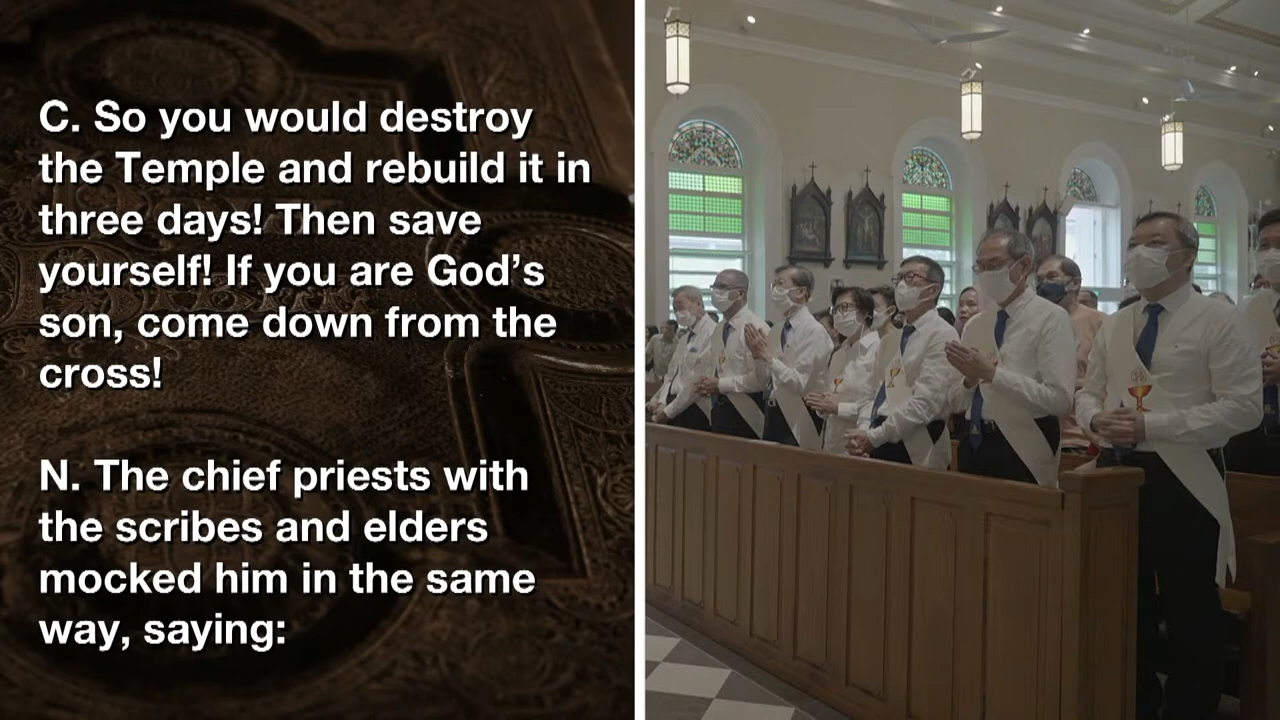 C. So you would destroy
the Temple and rebuild it in
three days! Then save
yourself! If you are God’s
son, come down from the
cross!
N. The chief priests with
the scribes and elders
mocked him in the same
way, saying: